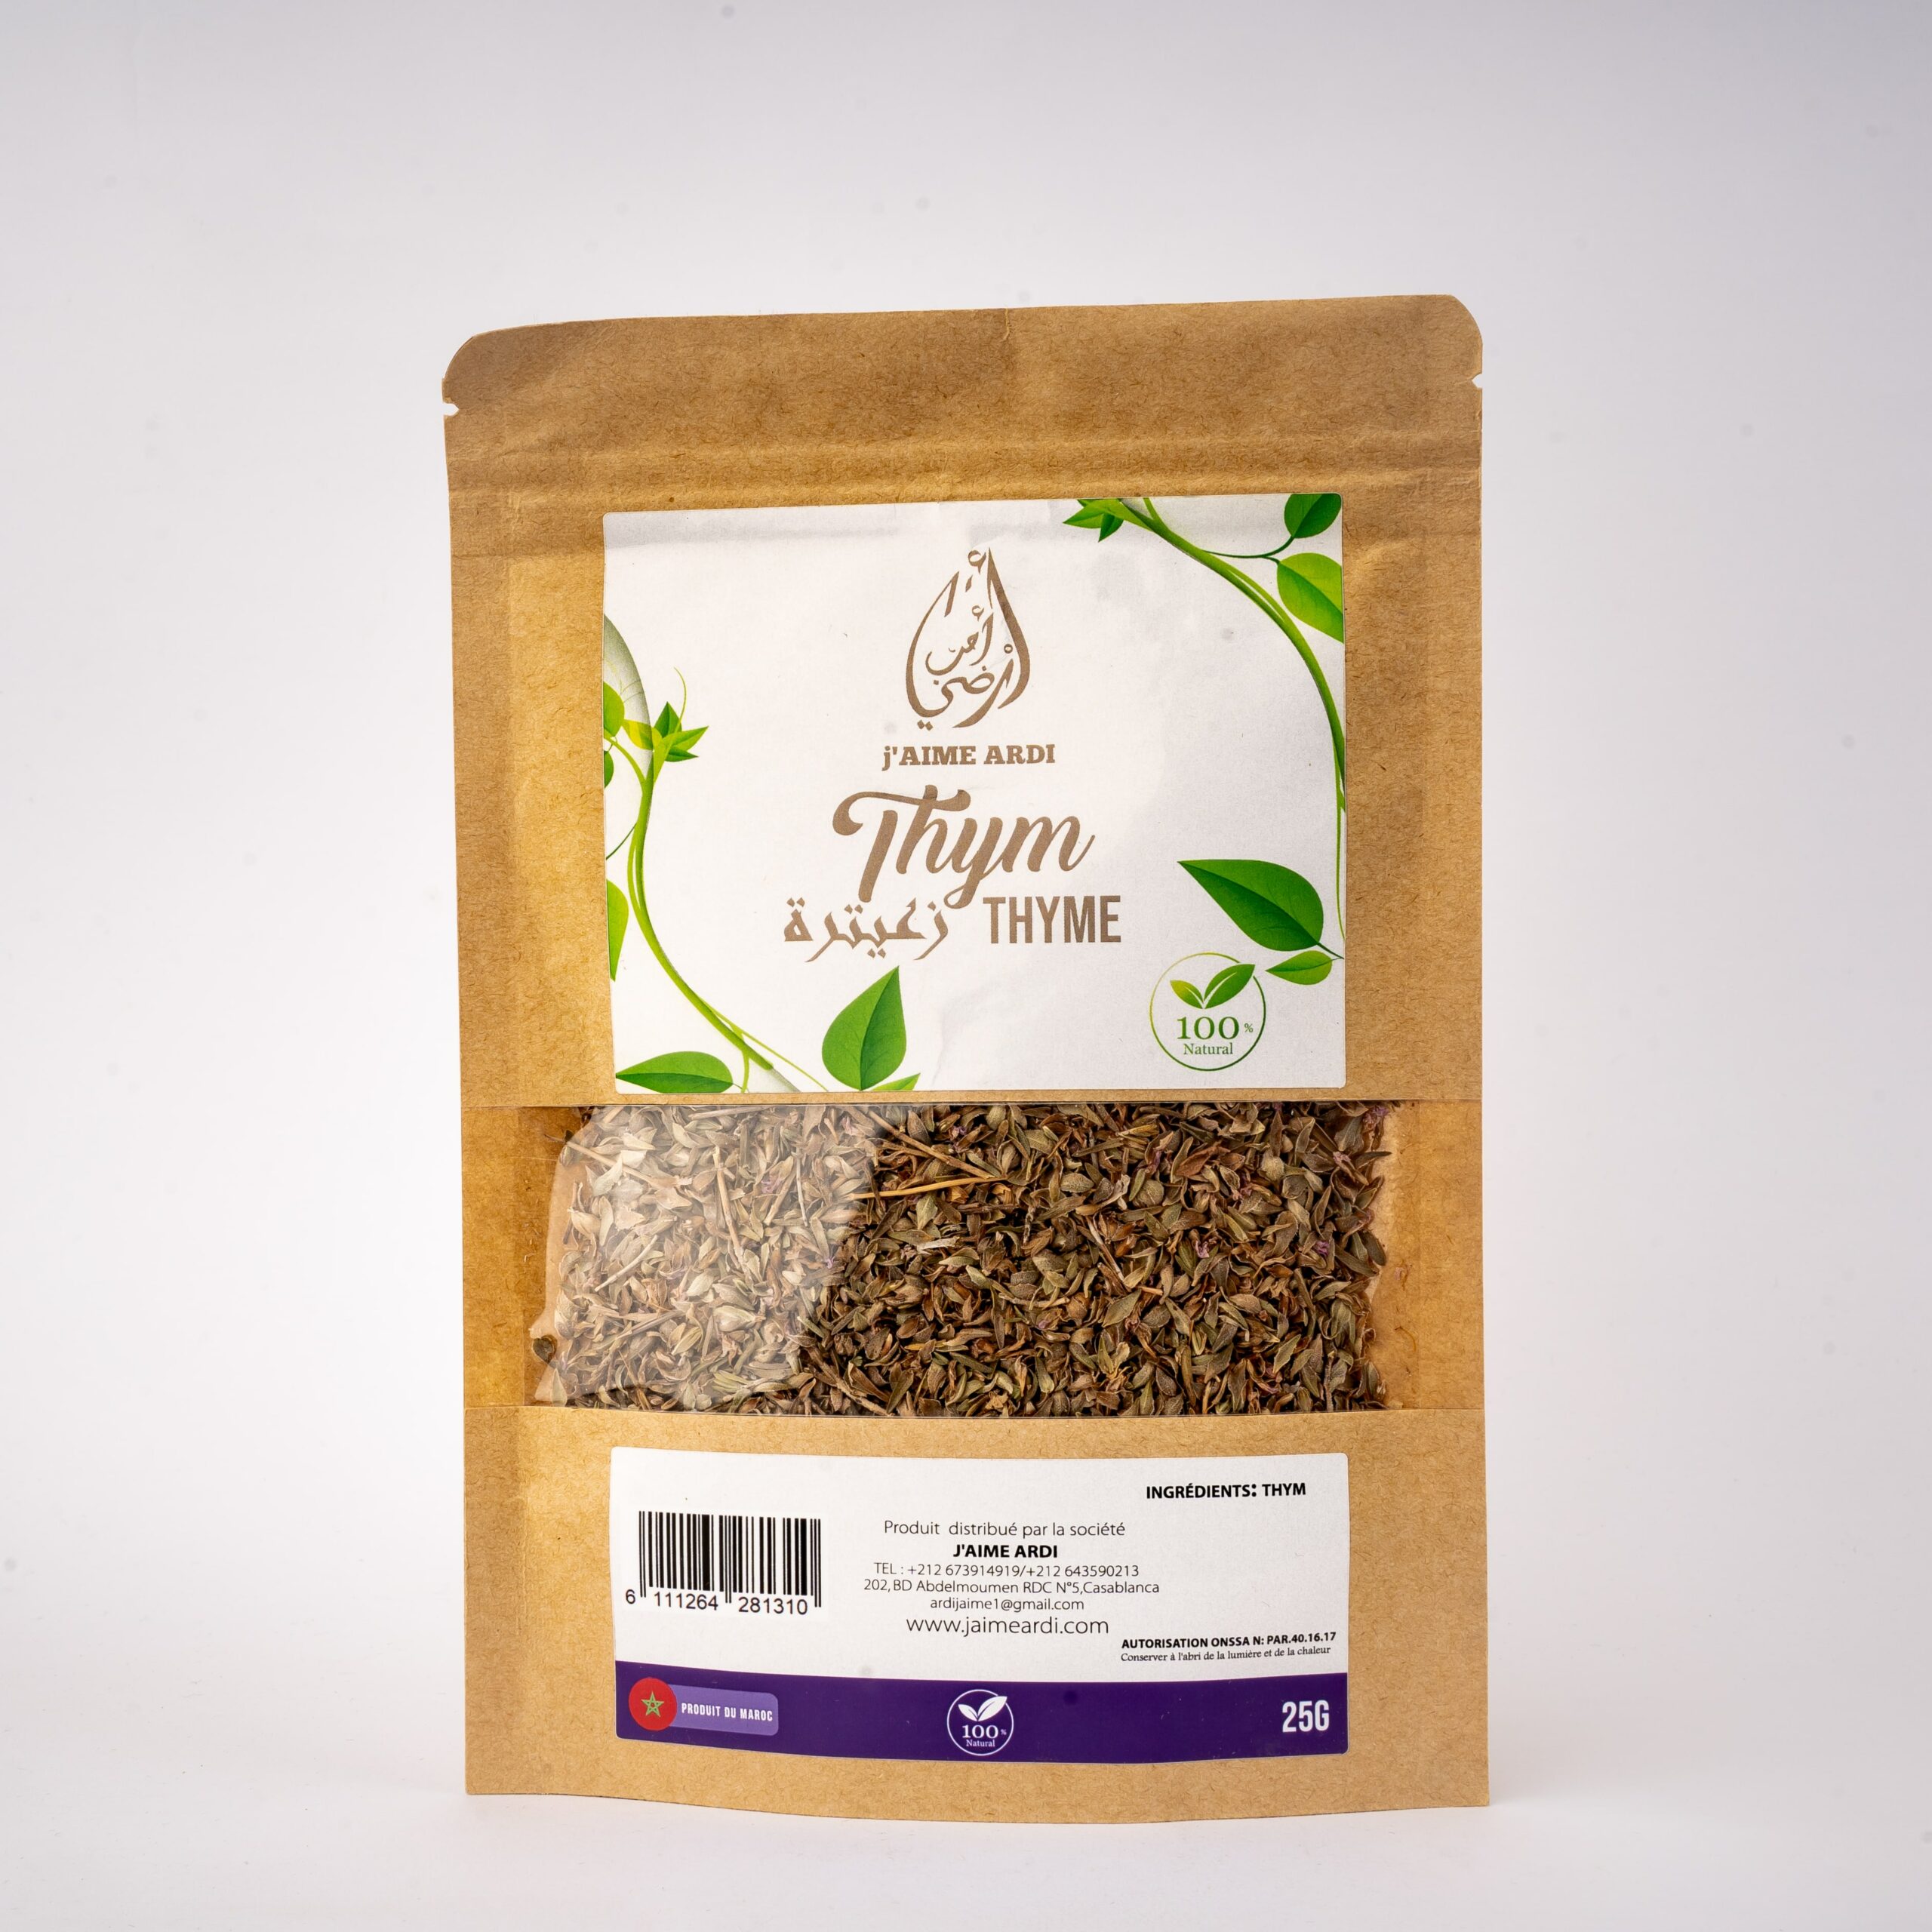 أحب
أرضي
j'AIME ARDI
Thym
زعيترة THYME
100%
Natural
INGRÉDIENTS: THYM
Produit distribué par la société
J'AIME ARDI
TEL : +212 673914919/+212 643590213
202, BD Abdelmoumen RDC N°5,Casablanca
ardijaime1@gmail.com
www.jaimeardi.com
6 111264 281310
AUTORISATION ONSSA N: PAR.40.16.17
Conserver à l'abri de la lumière et de la chaleur
PRODUIT DU MAROC
100%
Natural
25G